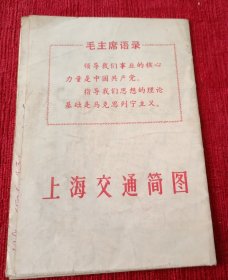 毛主席语录
领导我们事业的核心
力量是中国共产党。
指导我们思想的理论
基础是马克思列宁主义。
上海交通简图